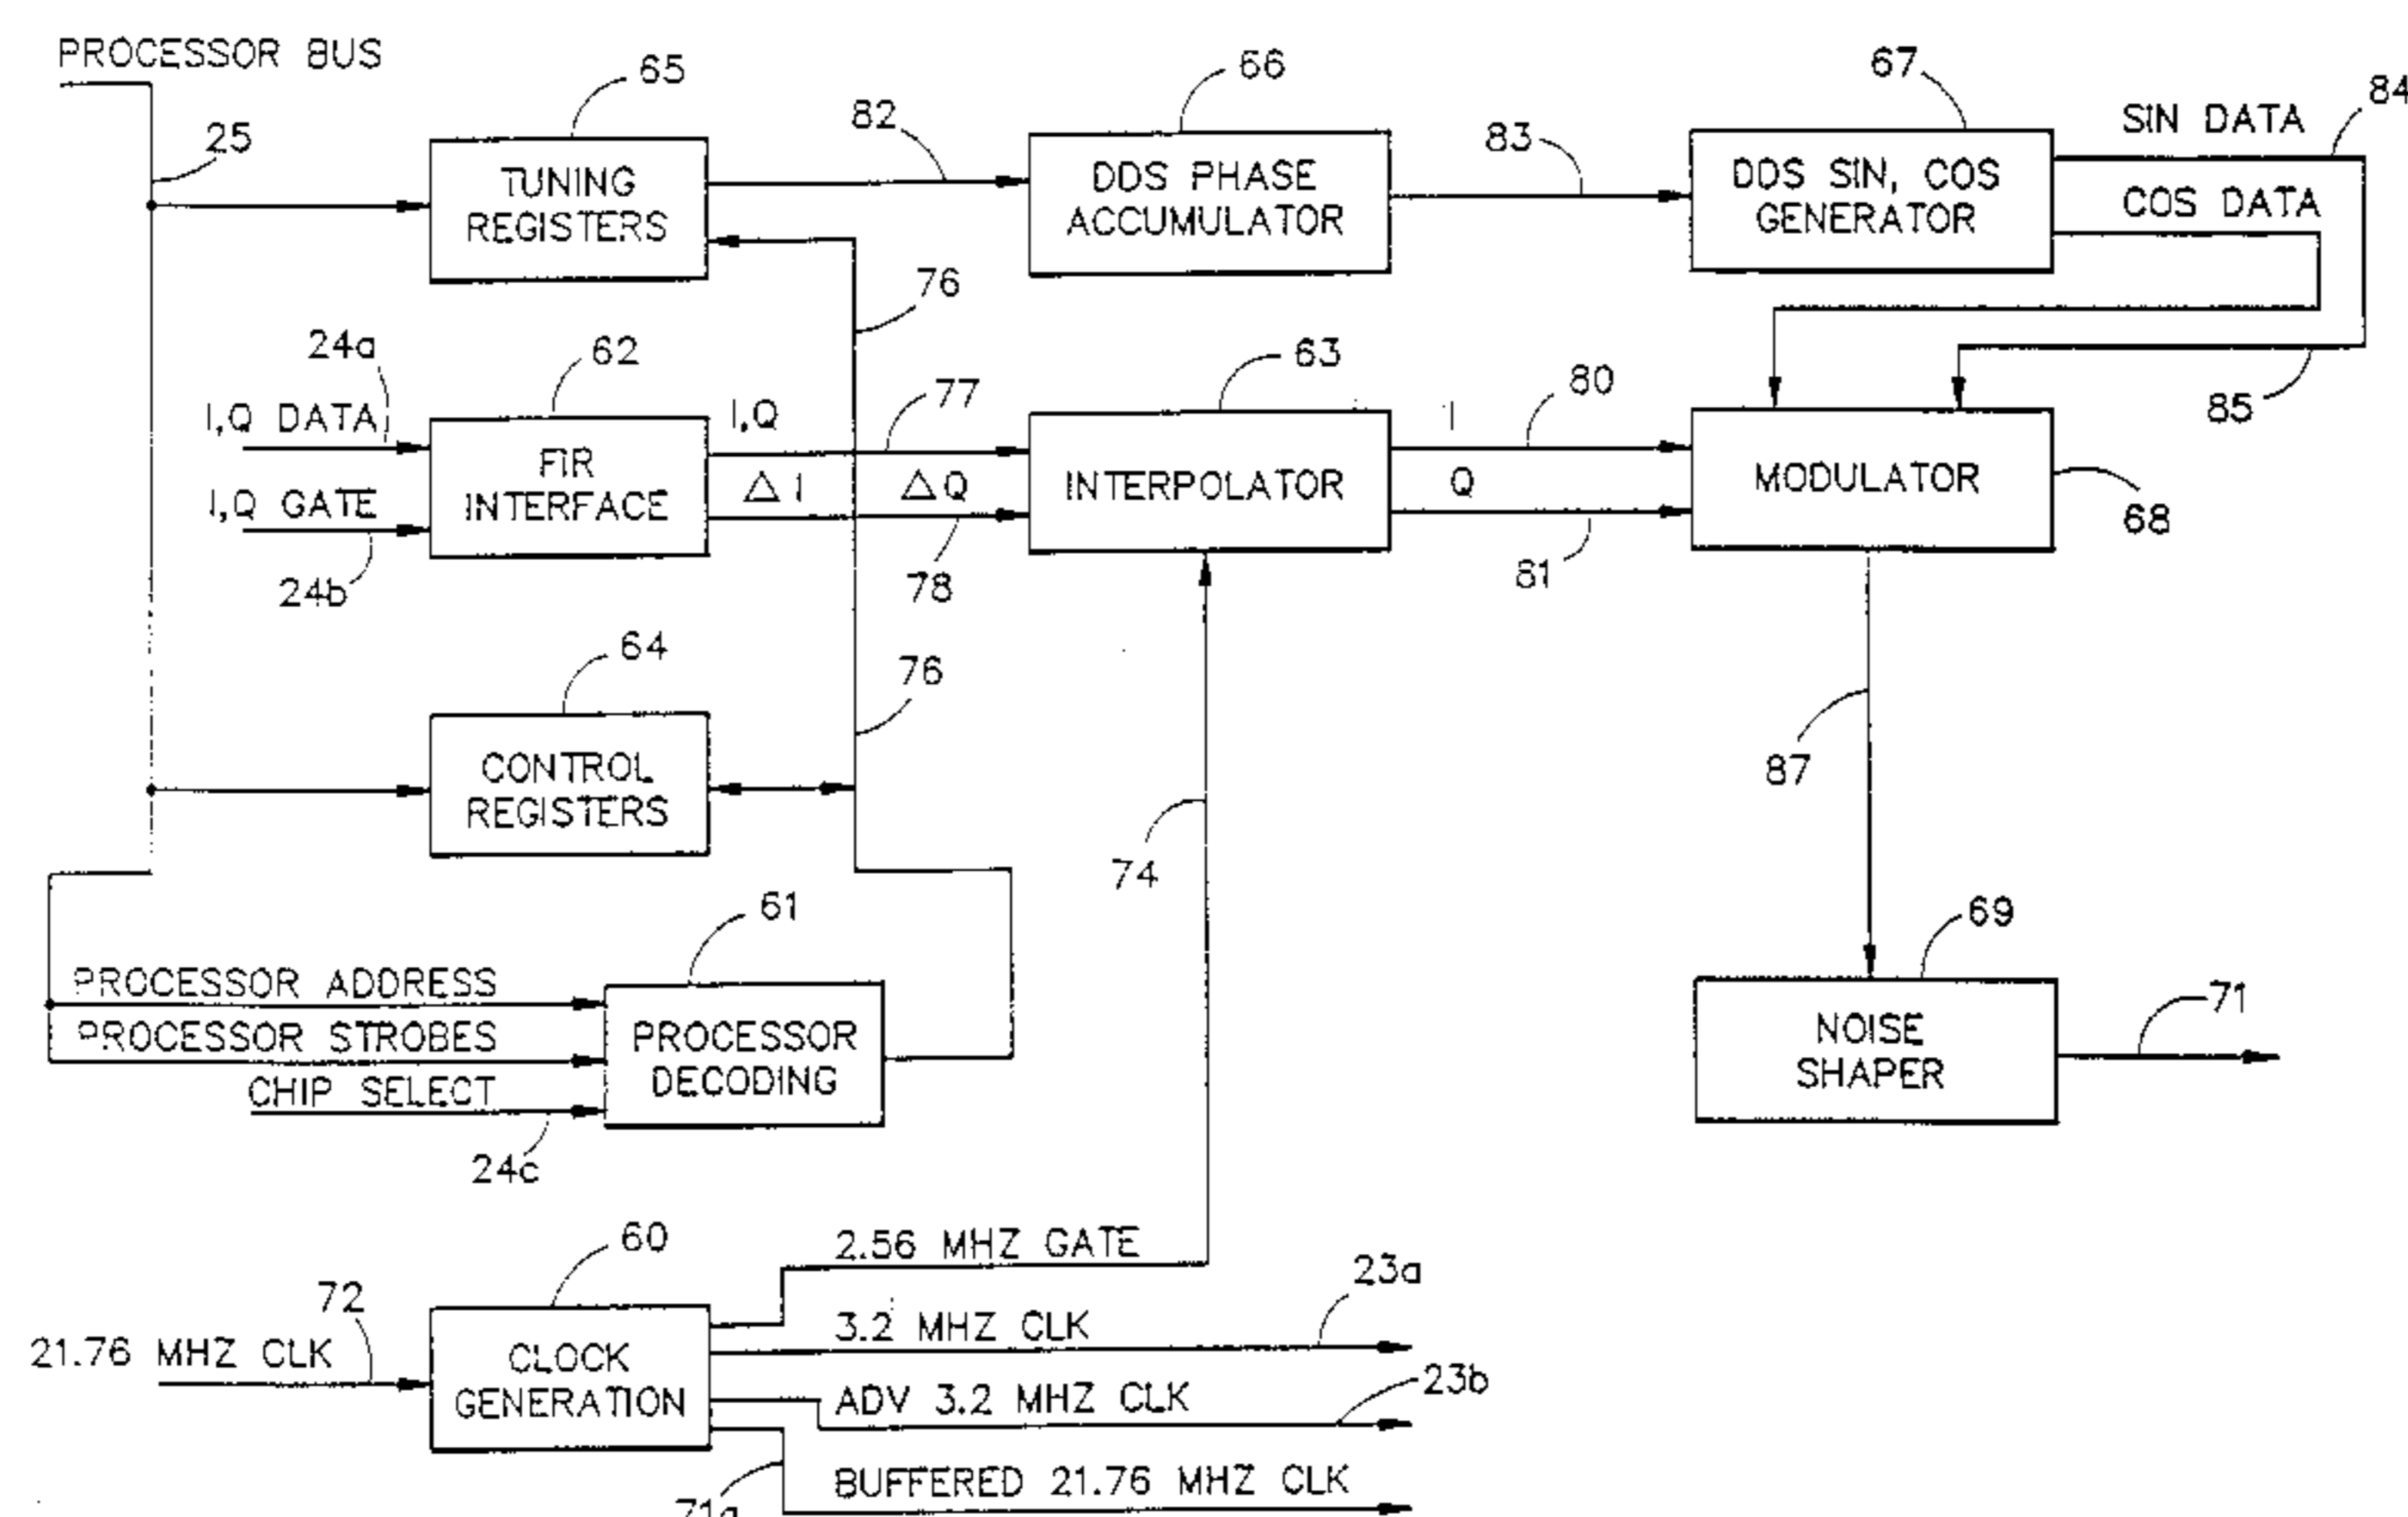 PROCESSOR BUS
65
66
67
84
25
82
83
SIN DATA
COS DATA
TUNING
REGISTERS
DDS PHASE
ACCUMULATOR
DDS SIN, COS
GENERATOR
76
24a
62
63
80
85
I,Q DATA
77
I,Q
I
FIR
INTERFACE
INTERPOLATOR
MODULATOR
I,Q GATE
Δ I
Δ Q
Q
68
24b
78
81
64
76
CONTROL
REGISTERS
87
74
61
69
PROCESSOR ADDRESS
PROCESSOR STROBES
CHIP SELECT
PROCESSOR
DECODING
NOISE
SHAPER
71
24c
60
2.56 MHZ GATE
23a
72
3.2 MHZ CLK
21.76 MHZ CLK
CLOCK
GENERATION
ADV 3.2 MHZ CLK
23b
BUFFERED 21.76 MHZ CLK
71a